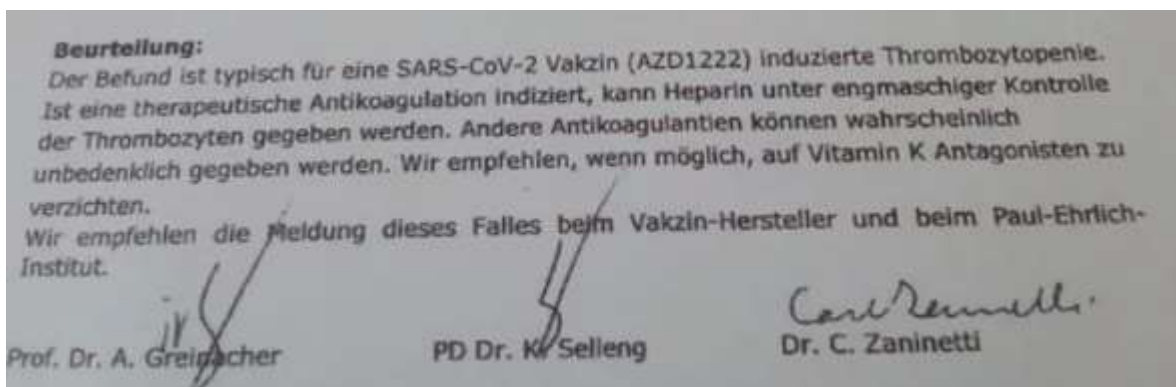 Beurteilung:
Der Befund ist typisch für eine SARS-CoV-2 Vakzin (AZD1222) induzierte Thrombozytopenie.
Ist eine therapeutische Antikoagulation indiziert, kann Heparin unter engmaschiger Kontrolle
der Thrombozyten gegeben werden. Andere Antikoagulantien können wahrscheinlich
unbedenklich gegeben werden. Wir empfehlen, wenn möglich, auf Vitamin K Antagonisten zu
verzichten.
Wir empfehlen die Meldung dieses Falles beim Vakzin-Hersteller und beim Paul-Ehrlich-
Institut.
Prof. Dr. A. Greinacher PD Dr. K. Selleng Dr. C. Zaninetti